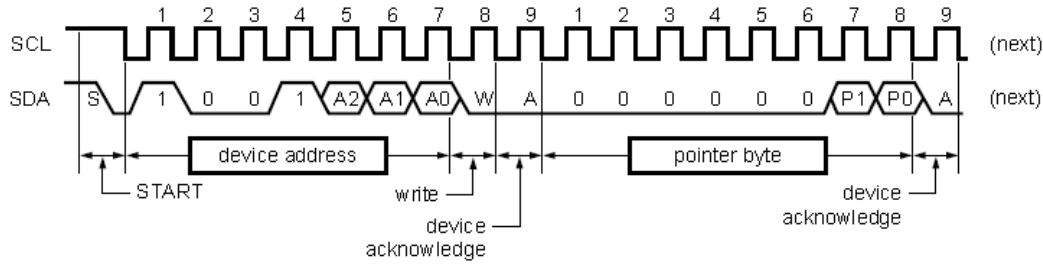 1 2 3 4 5 6 7 8 9 1 2 3 4 5 6 7 8 9
SCL (next)
SDA S 1 0 0 1 A2 A1 A0 W A 0 0 0 0 0 0 P1 P0 A (next)
device address pointer byte
START write device
device acknowledge
acknowledge